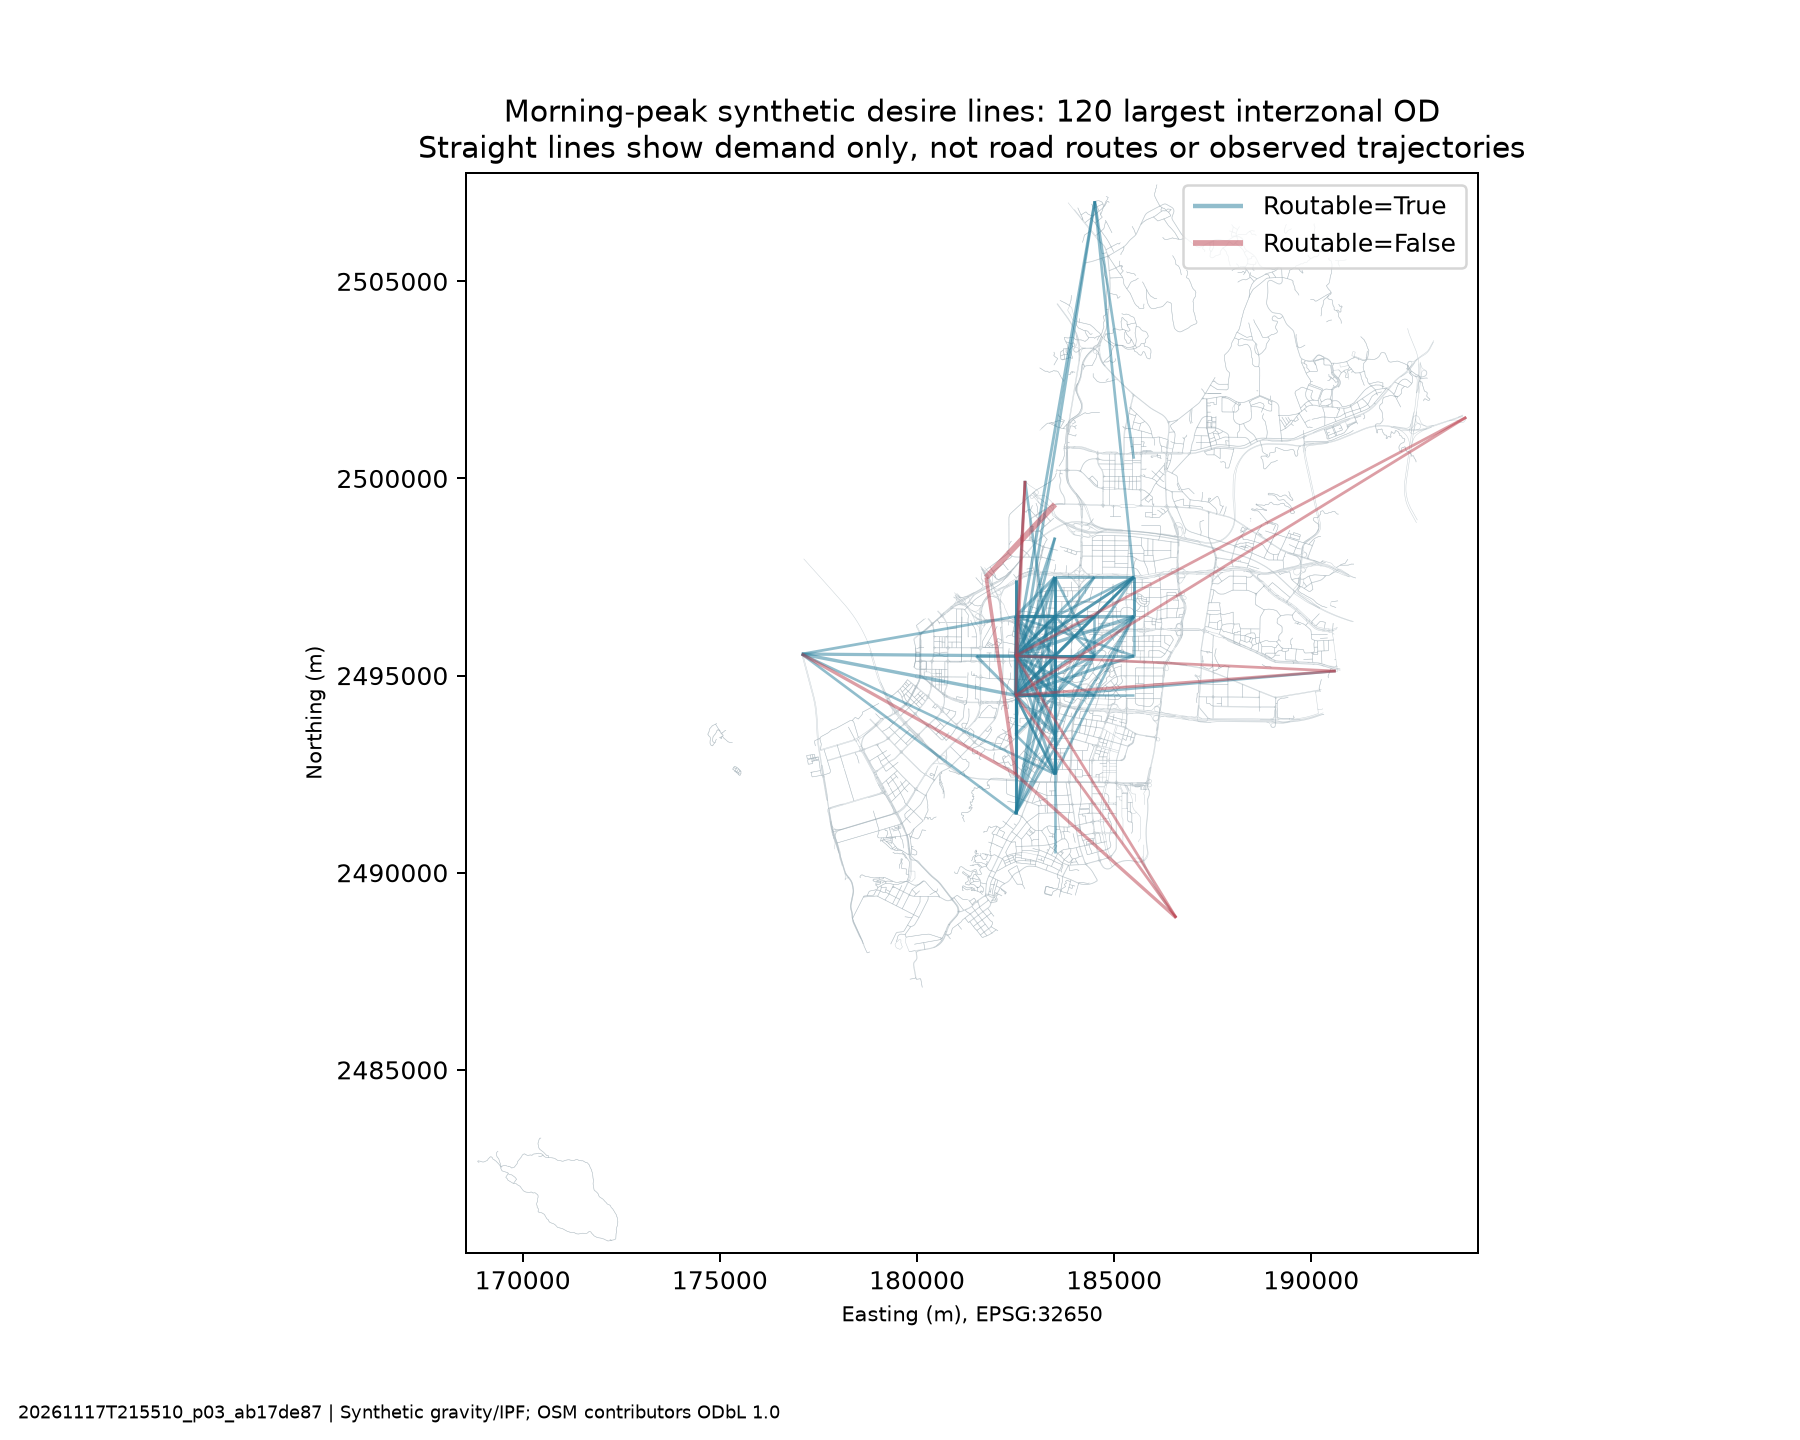 Morning-peak synthetic desire lines: 120 largest interzonal OD
Straight lines show demand only, not road routes or observed trajectories
Routable=True
Routable=False
2505000
2500000
2495000
2490000
2485000
Northing (m)
170000
175000
180000
185000
190000
Easting (m), EPSG:32650
20261117T215510_p03_ab17de87 | Synthetic gravity/IPF; OSM contributors ODbL 1.0